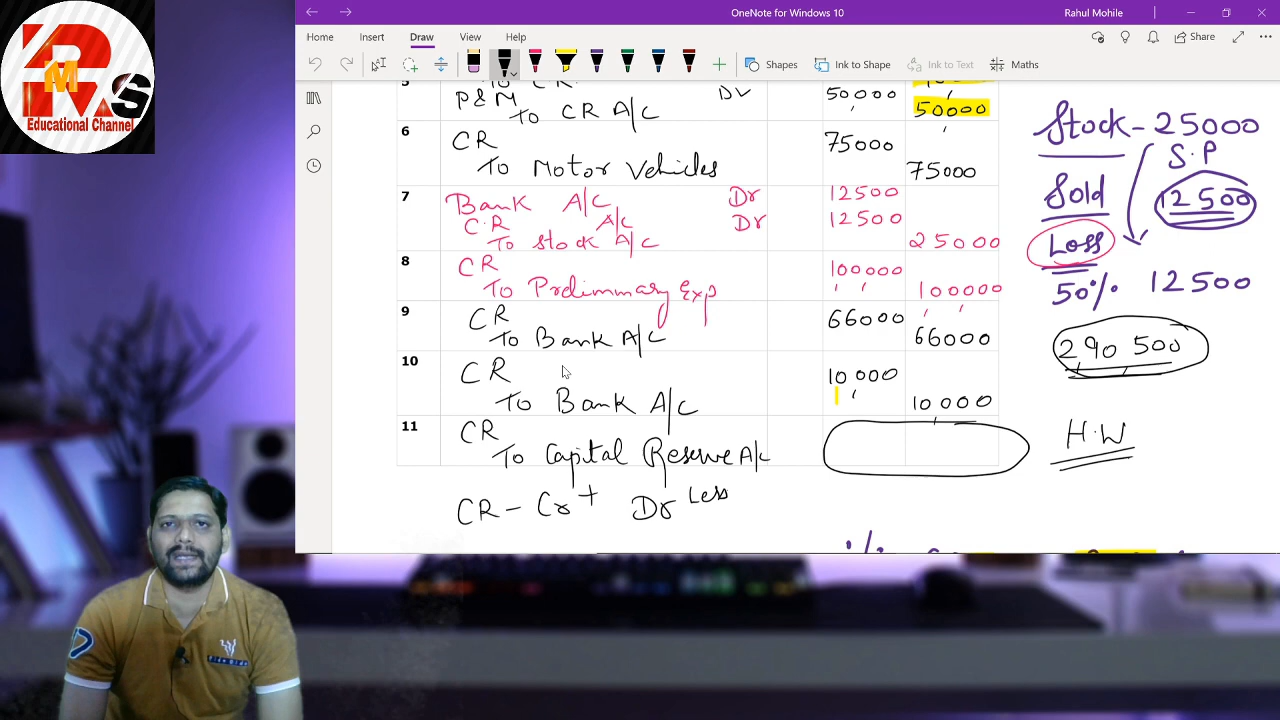 OneNote for Windows 10
Rahul Mohile
Home Insert Draw View Help
Share
Shapes Ink to Shape Ink to Text Maths
R
M S
Educational Channel
P&M Dr 50000
To CR A/C 50000
6 CR 75000
To Motor Vehicles 75000
7 Bank A/C Dr 12500
C.R A/C Dr 12500
To stock A/C 25000
8 CR 100000
To Preliminary Exp 100000
9 CR 66000
To Bank A/C 66000
10 CR 10000
To Bank A/C 10000
11 CR
To Capital Reserve A/c
CR - Cr + Dr Less
Stock - 25000
S.P
Sold 12500
Loss
50% 12500
290500
H.W